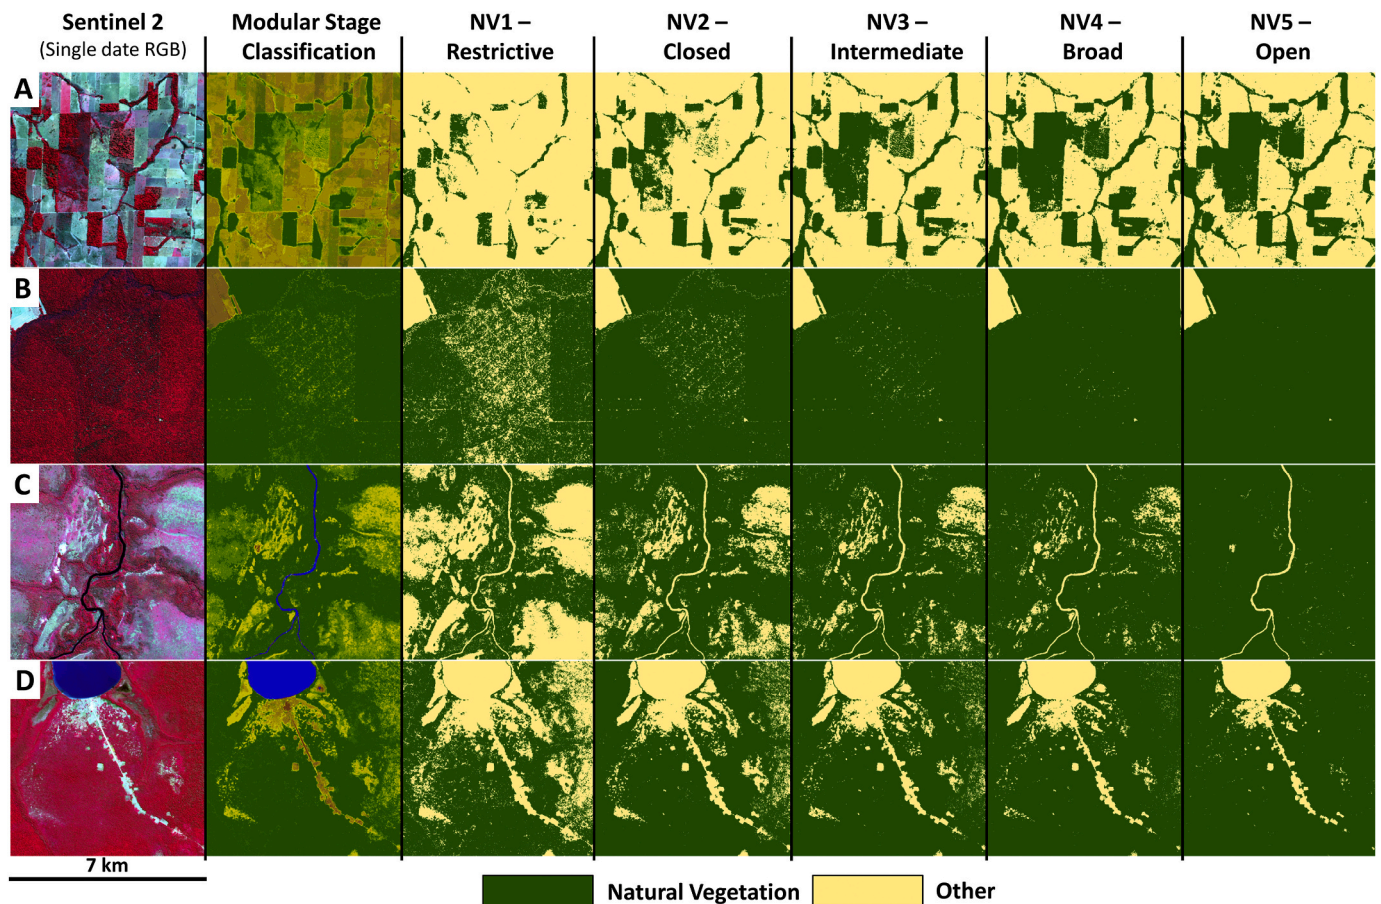 Sentinel 2
(Single date RGB)
Modular Stage
Classification
NV1 –
Restrictive
NV2 –
Closed
NV3 –
Intermediate
NV4 –
Broad
NV5 –
Open
A
B
C
D
7 km
Natural Vegetation
Other